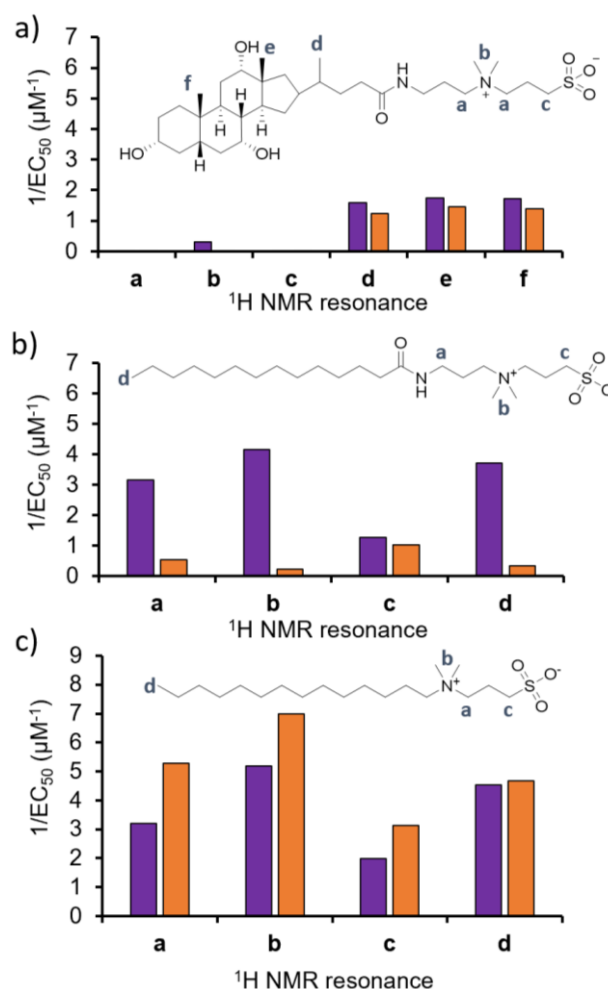 a)
7
6
5
4
3
2
1
0
1/EC50 (µM-1)
OH
e
d
f
b
H
H
H
H
HO
OH
O
N
H
N
+
a
a
c
S
O
O
O-
a b c d e f
1H NMR resonance
b)
7
6
5
4
3
2
1
0
1/EC50 (µM-1)
d
O
N
H
a
N+
b
c
O
S
O
O
a b c d
1H NMR resonance
c)
9
8
7
6
5
4
3
2
1
0
1/EC50 (µM-1)
d
b
N+
a
c
O
S
O-
O
a b c d
1H NMR resonance